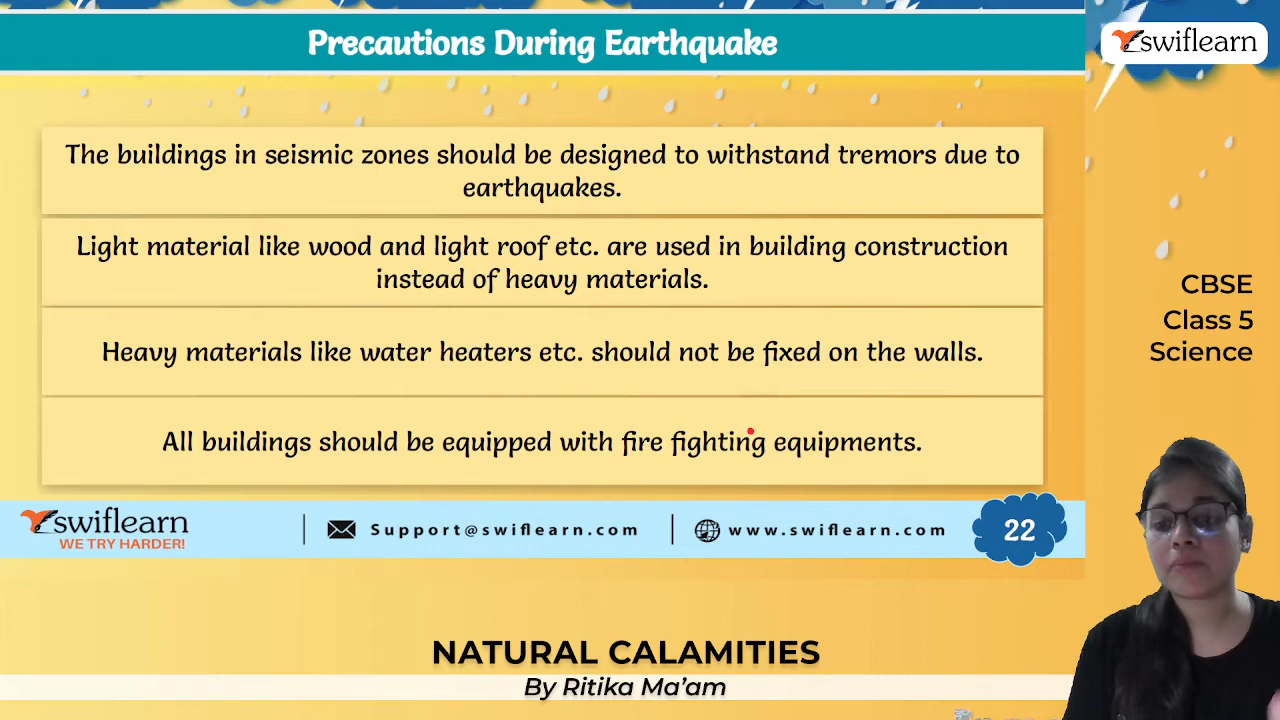 Precautions During Earthquake
swiflearn
The buildings in seismic zones should be designed to withstand tremors due to
earthquakes.
Light material like wood and light roof etc. are used in building construction
instead of heavy materials.
Heavy materials like water heaters etc. should not be fixed on the walls.
All buildings should be equipped with fire fighting equipments.
CBSE
Class 5
Science
swiflearn
WE TRY HARDER!
Support@swiflearn.com
www.swiflearn.com
22
NATURAL CALAMITIES
By Ritika Ma'am